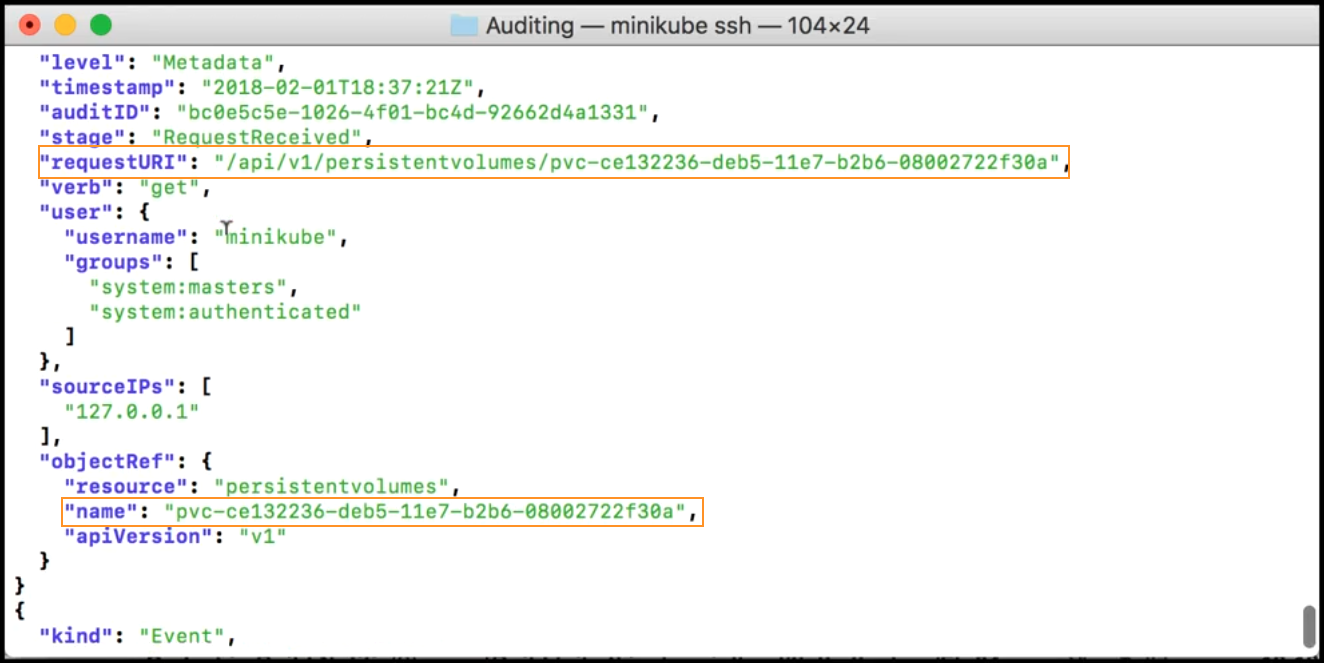 Auditing — minikube ssh — 104×24
"level": "Metadata",
"timestamp": "2018-02-01T18:37:21Z",
"auditID": "bc0e5c5e-1026-4f01-bc4d-92662d4a1331",
"stage": "RequestReceived",
"requestURI": "/api/v1/persistentvolumes/pvc-ce132236-deb5-11e7-b2b6-08002722f30a",
"verb": "get",
"user": {
"username": "minikube",
"groups": [
"system:masters",
"system:authenticated"
]
},
"sourceIPs": [
"127.0.0.1"
],
"objectRef": {
"resource": "persistentvolumes",
"name": "pvc-ce132236-deb5-11e7-b2b6-08002722f30a",
"apiVersion": "v1"
}
}
{
"kind": "Event",